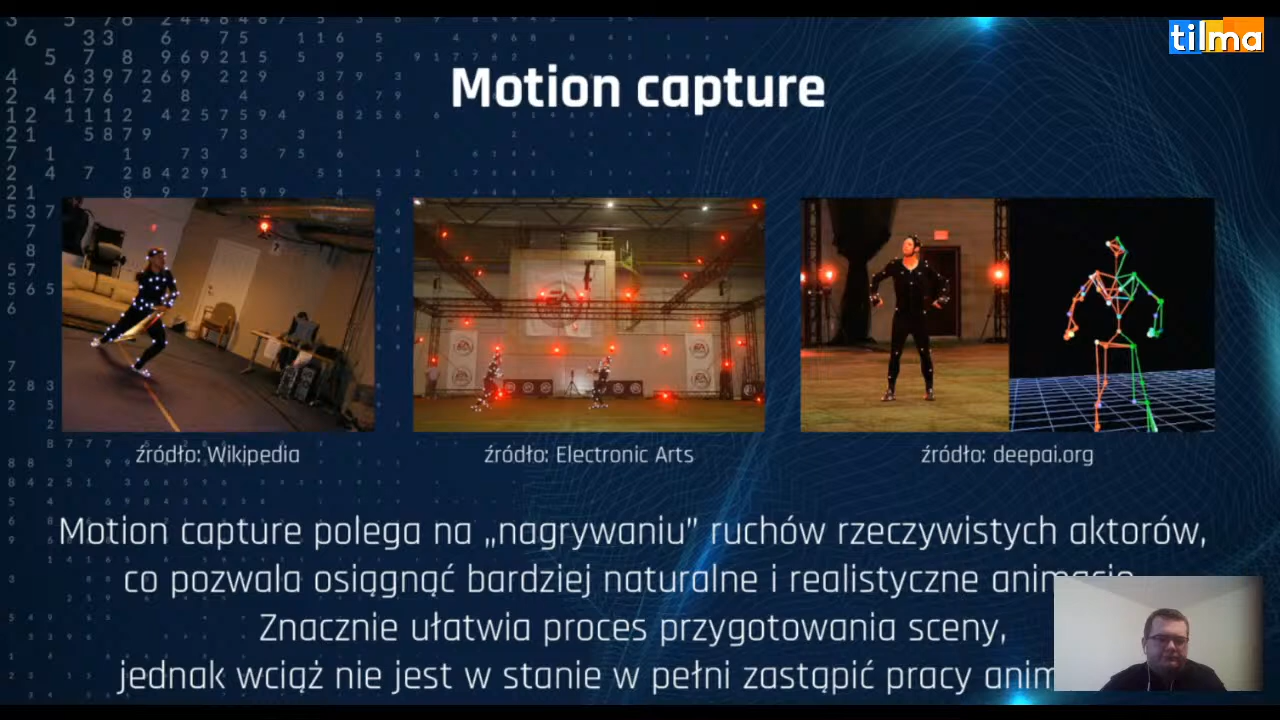 tilma
Motion capture
źródło: Wikipedia
źródło: Electronic Arts
źródło: deepai.org
Motion capture polega na „nagrywaniu” ruchów rzeczywistych aktorów,
co pozwala osiągnąć bardziej naturalne i realistyczne
Znacznie ułatwia proces przygotowania sceny,
jednak wciąż nie jest w stanie w pełni zastąpić pracy